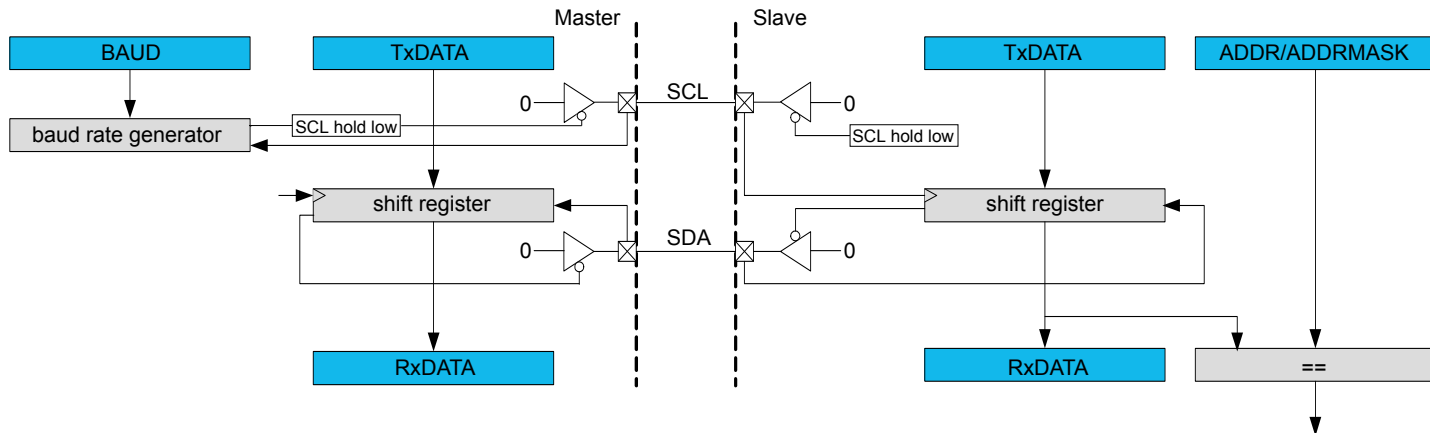 Master Slave
BAUD TxDATA TxDATA ADDR/ADDRMASK
0 SCL 0
baud rate generator SCL hold low SCL hold low
shift register shift register
0 SDA 0
RxDATA RxDATA ==